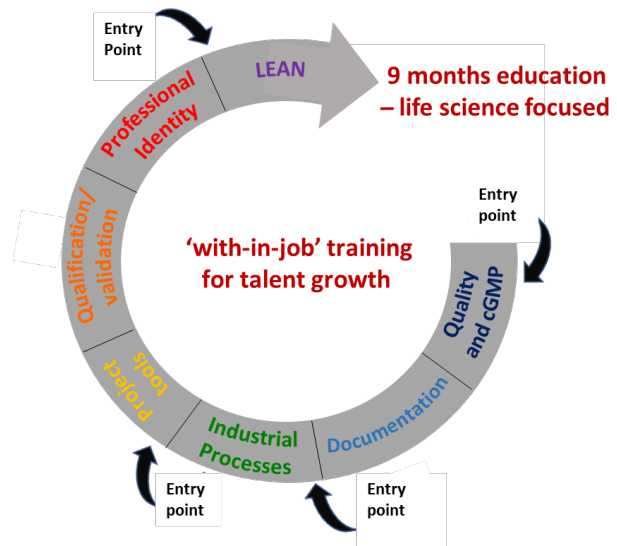 Entry
Point
LEAN
9 months education
– life science focused
Professional
Identity
Entry
point
Qualification/
validation
'with-in-job' training
for talent growth
Quality
and cGMP
Project
tools
Industrial
Processes
Documentation
Entry
point
Entry
point